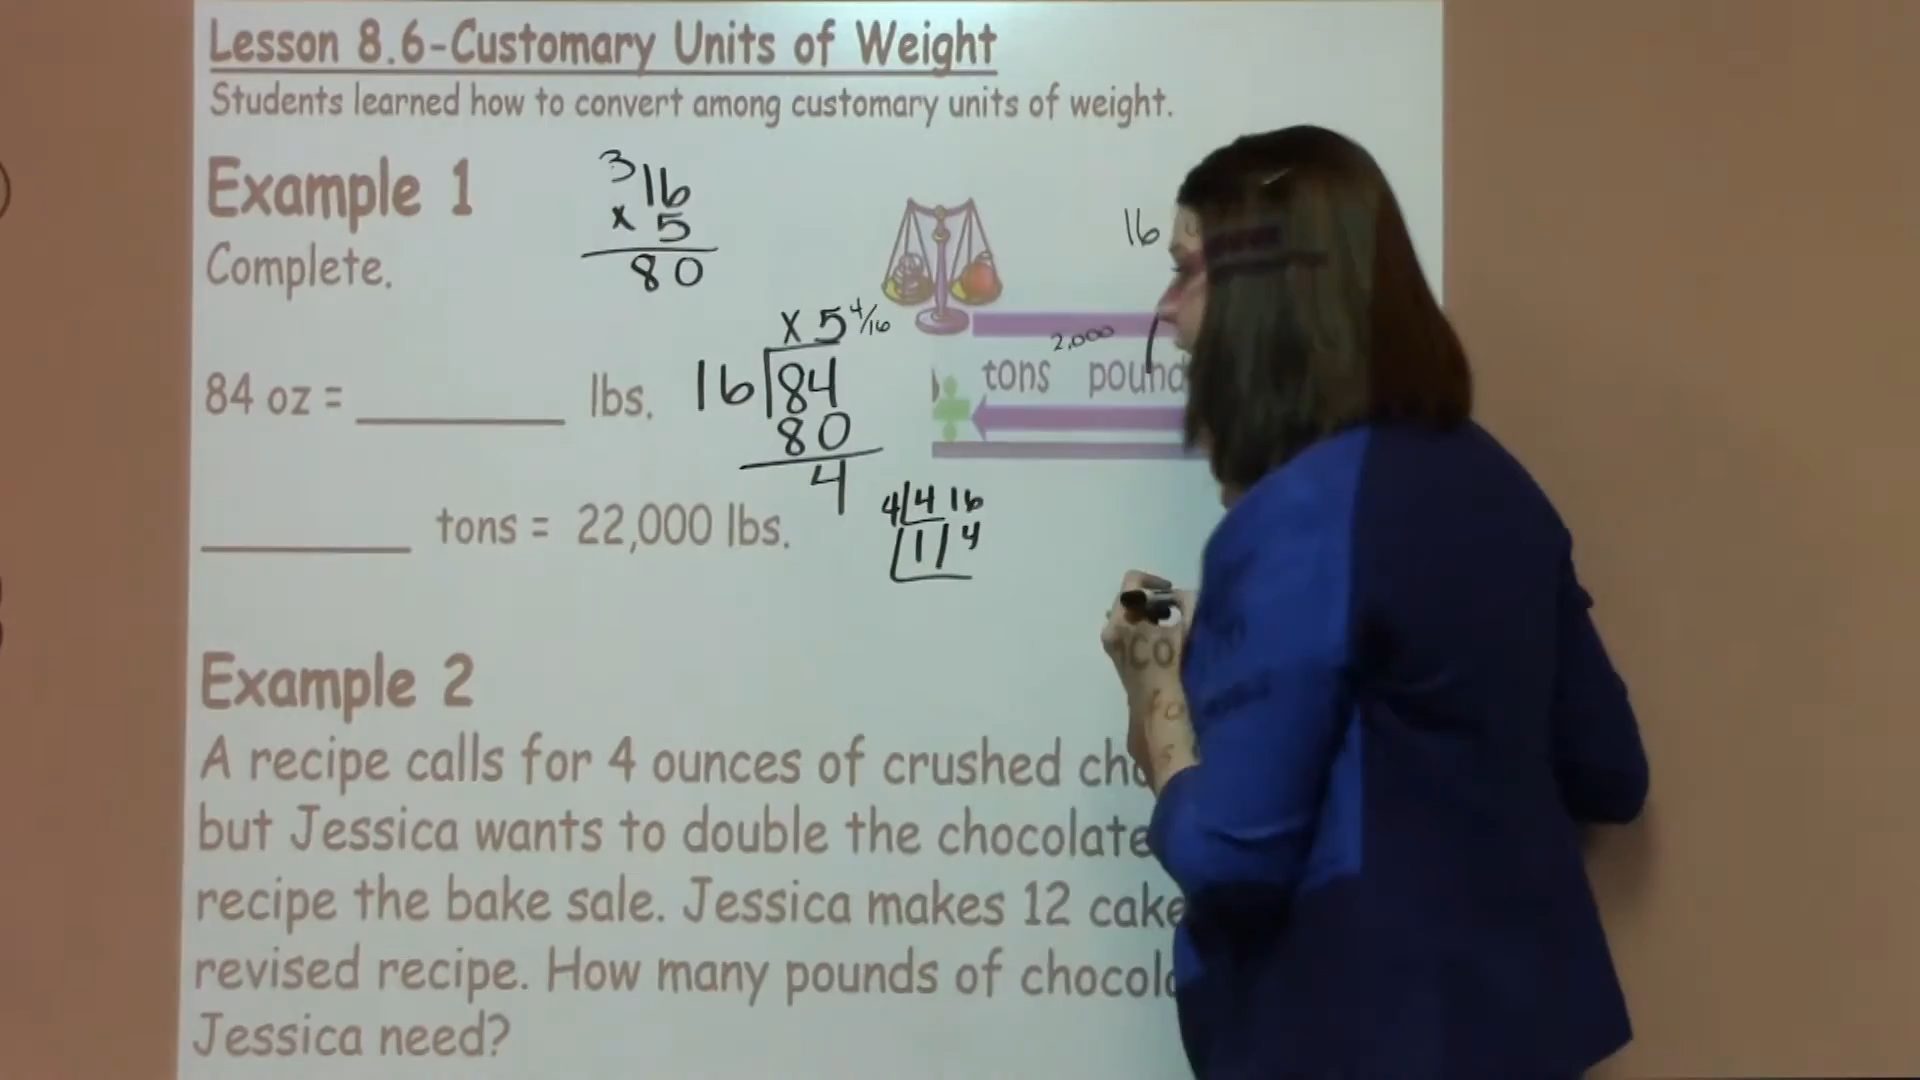 Lesson 8.6-Customary Units of Weight
Students learned how to convert among customary units of weight.
Example 1
Complete.
3
16
x 5
80
16
2,000
tons pound
84 oz = ________ lbs.
x 5 4/16
16 84
80
4
4 4 16
1 4
________ tons = 22,000 lbs.
Example 2
A recipe calls for 4 ounces of crushed
but Jessica wants to double the chocolate
recipe the bake sale. Jessica makes 12 cake
revised recipe. How many pounds of
Jessica need?